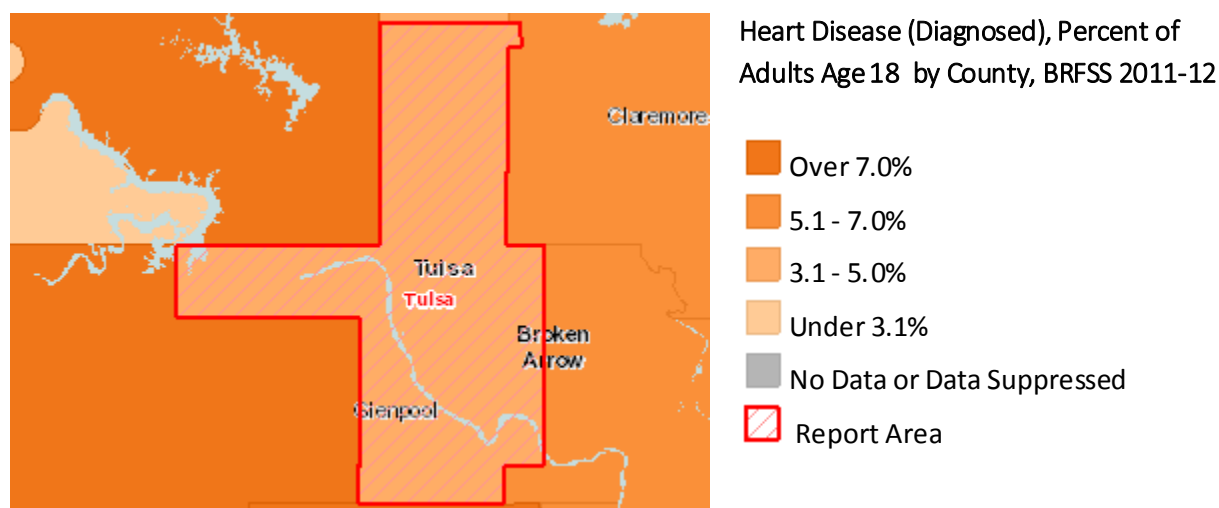 Heart Disease (Diagnosed), Percent of
Adults Age 18 by County, BRFSS 2011-12
Claremore
Tulsa
Tulsa
Broken
Arrow
Glenpool
Over 7.0%
5.1 - 7.0%
3.1 - 5.0%
Under 3.1%
No Data or Data Suppressed
Report Area